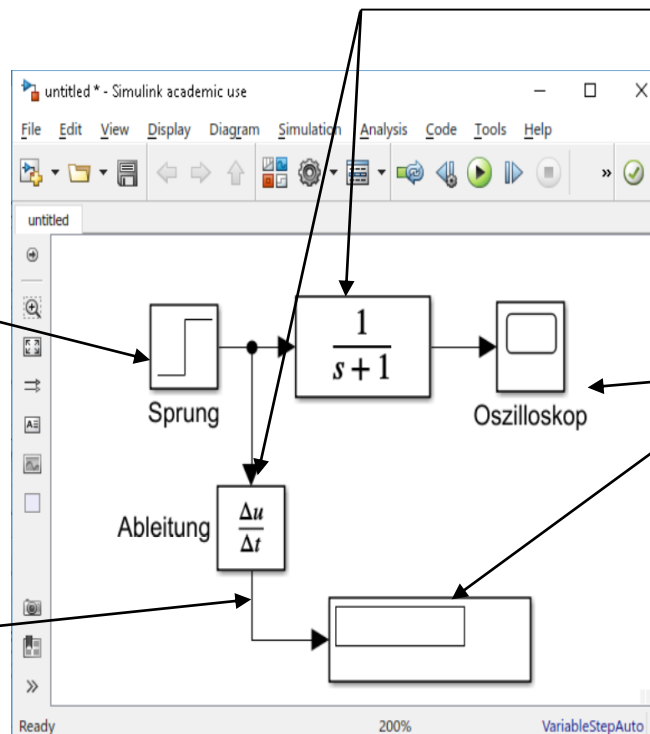 untitled * - Simulink academic use
File Edit View Display Diagram Simulation Analysis Code Tools Help
»
untitled
1
s + 1
Sprung
Oszilloskop
Ableitung
Δu
Δt
»
Ready 200% VariableStepAuto